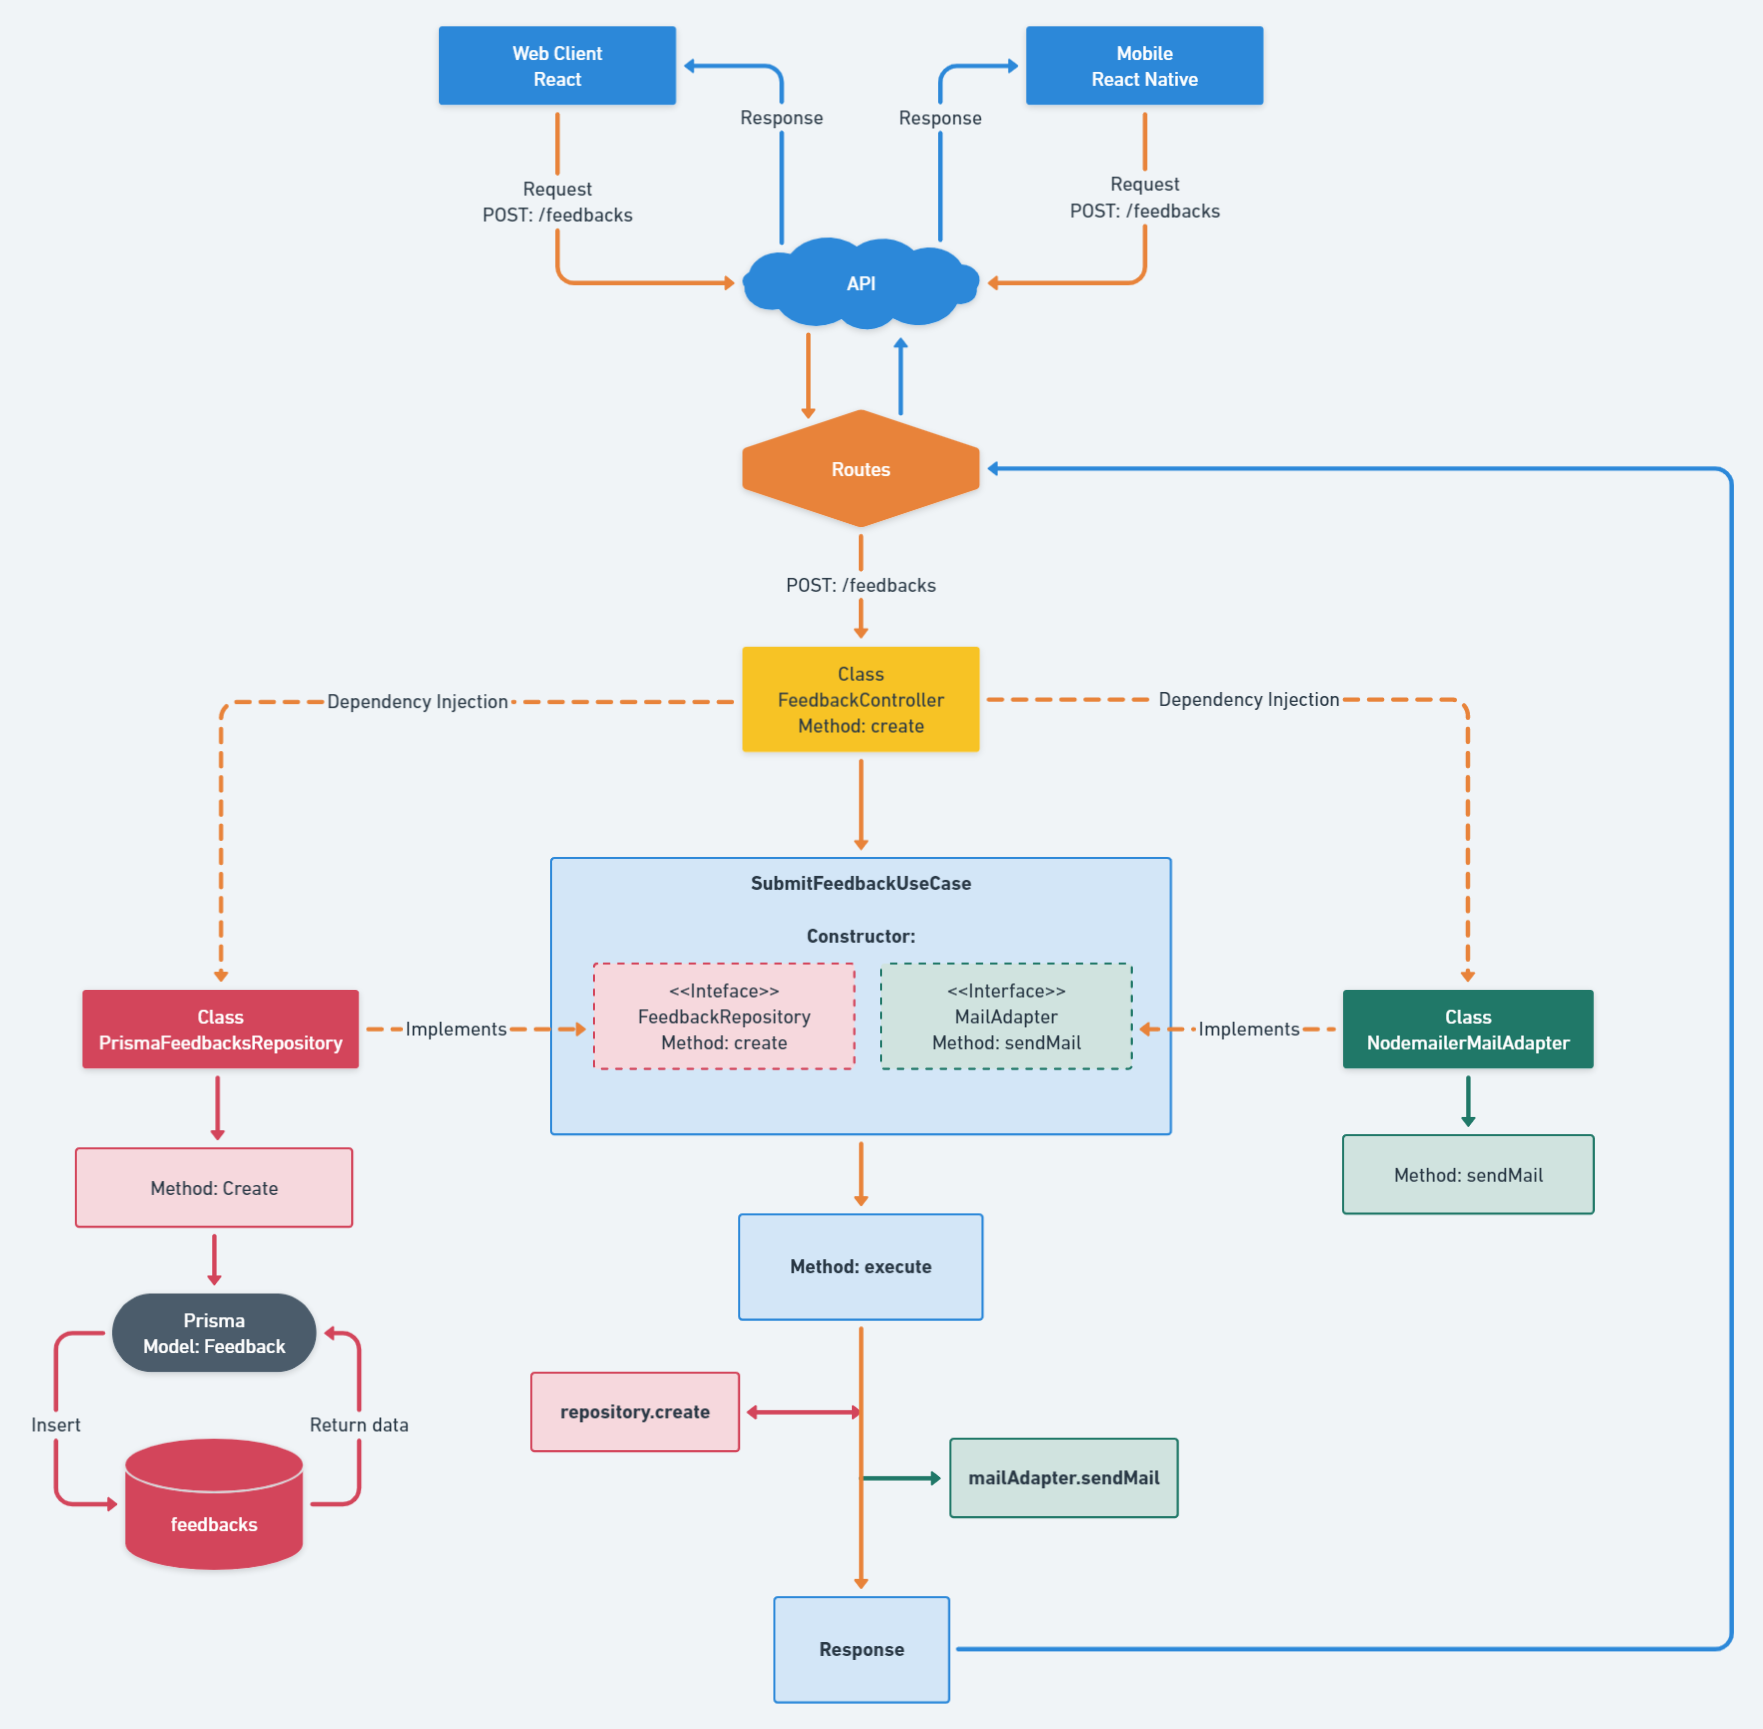 Web Client
React
Mobile
React Native
Response
Response
Request
POST: /feedbacks
Request
POST: /feedbacks
API
Routes
POST: /feedbacks
Class
FeedbackController
Method: create
Dependency Injection
Dependency Injection
SubmitFeedbackUseCase
Constructor:
<<Inteface>>
FeedbackRepository
Method: create
<<Interface>>
MailAdapter
Method: sendMail
Class
PrismaFeedbacksRepository
Implements
Implements
Class
NodemailerMailAdapter
Method: Create
Method: sendMail
Method: execute
Prisma
Model: Feedback
Insert
Return data
feedbacks
repository.create
mailAdapter.sendMail
Response